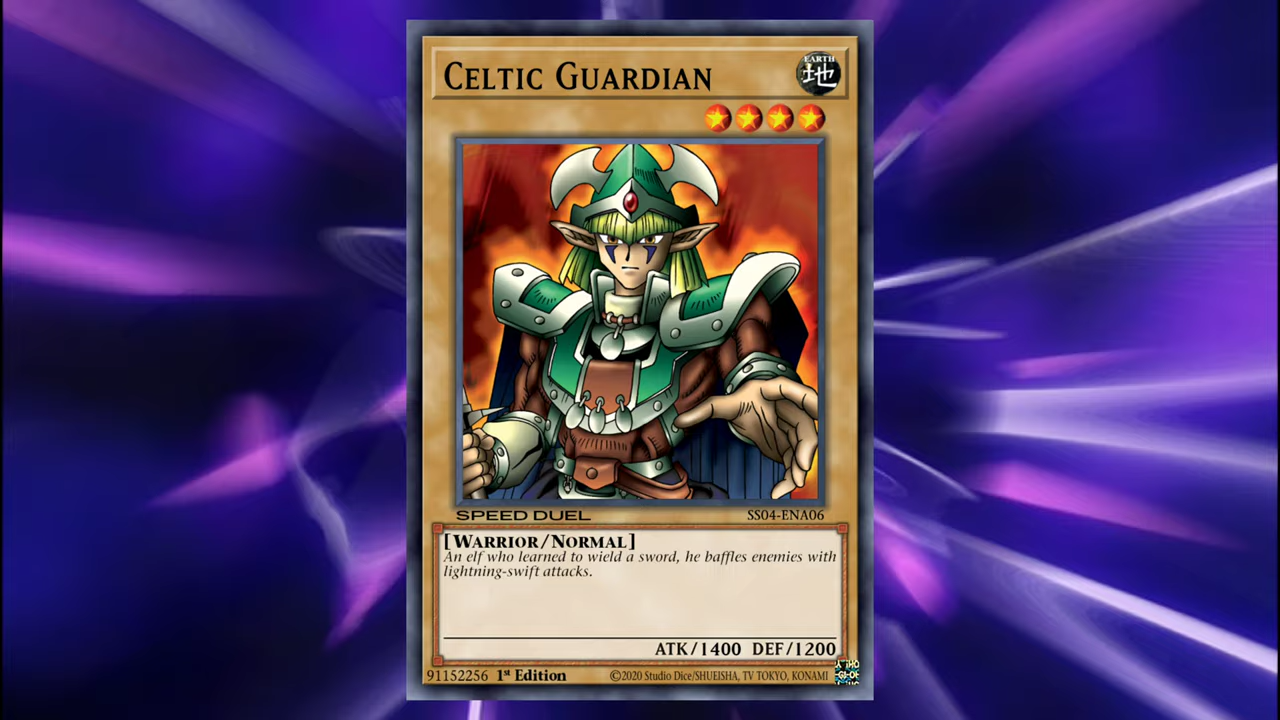 Celtic Guardian
EARTH
地
SPEED DUEL
SS04-ENA06
[Warrior/Normal]
An elf who learned to wield a sword, he baffles enemies with
lightning-swift attacks.
ATK/1400 DEF/1200
91152256 1st Edition
©2020 Studio Dice/SHUEISHA, TV TOKYO, KONAMI